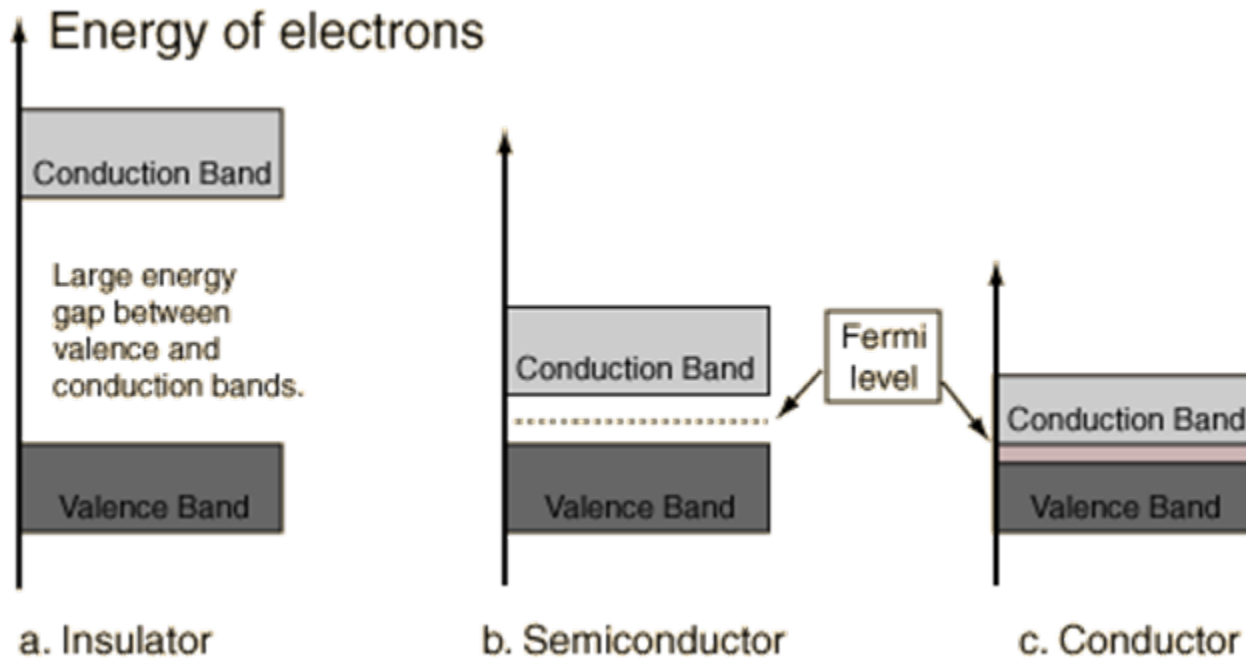 Energy of electrons
Conduction Band
Large energy
gap between
valence and
conduction bands.
Valence Band
a. Insulator
Conduction Band
Valence Band
b. Semiconductor
Fermi
level
Conduction Band
Valence Band
c. Conductor